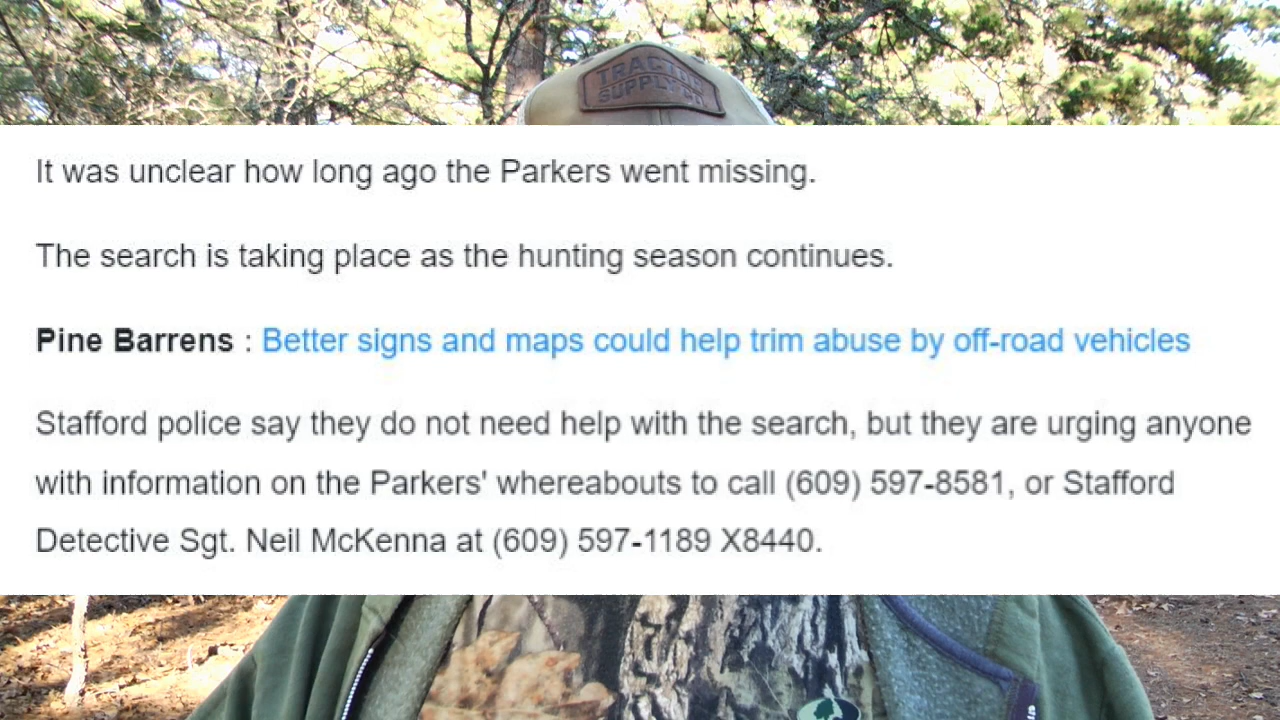 TRACTOR
SUPPLY CO
It was unclear how long ago the Parkers went missing.
The search is taking place as the hunting season continues.
Pine Barrens : Better signs and maps could help trim abuse by off-road vehicles
Stafford police say they do not need help with the search, but they are urging anyone
with information on the Parkers' whereabouts to call (609) 597-8581, or Stafford
Detective Sgt. Neil McKenna at (609) 597-1189 X8440.